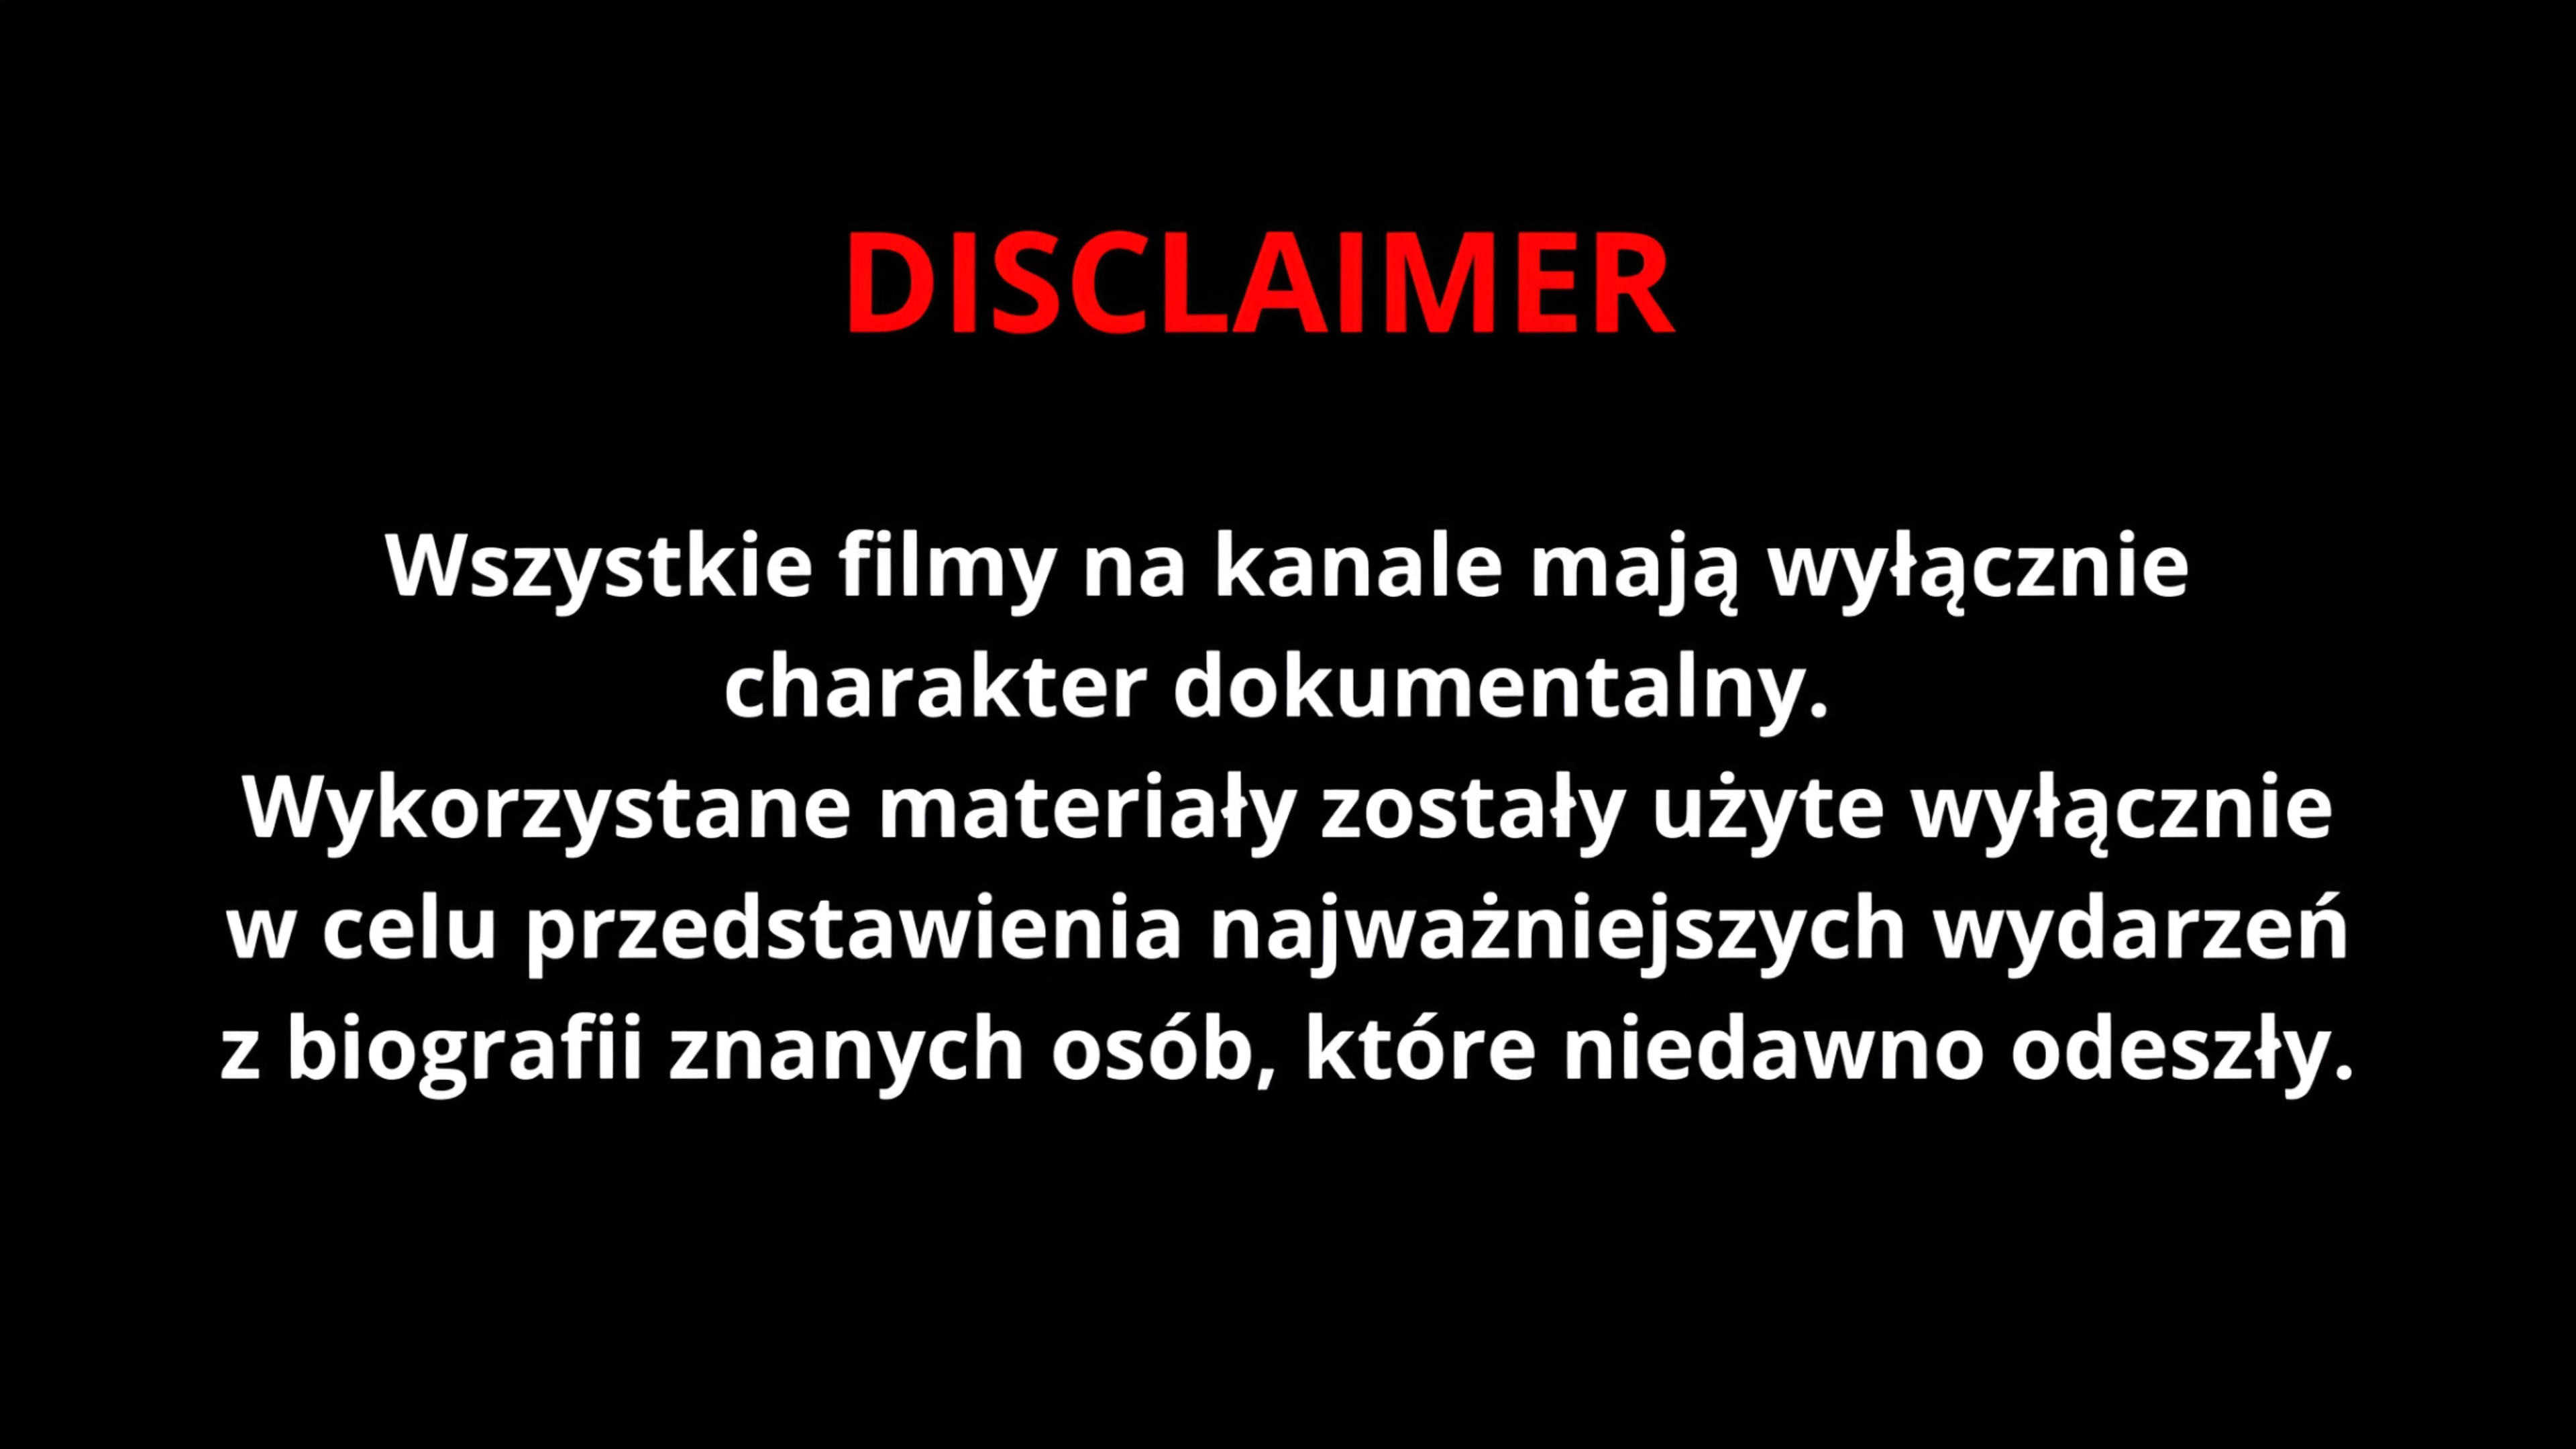 DISCLAIMER
Wszystkie filmy na kanale mają wyłącznie
charakter dokumentalny.
Wykorzystane materiały zostały użyte wyłącznie
w celu przedstawienia najważniejszych wydarzeń
z biografii znanych osób, które niedawno odeszły.